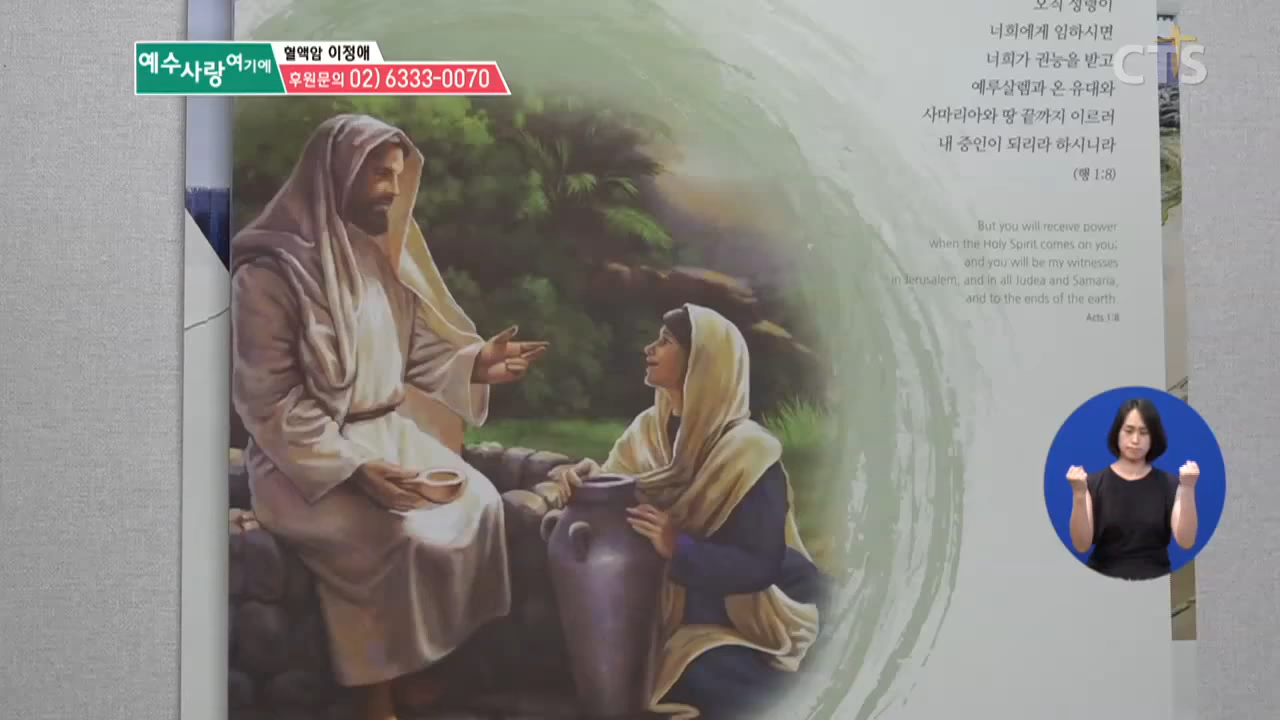 예수사랑여기에
혈액암 이정애
후원문의 02) 6333-0070
CTS
오직 성령이
너희에게 임하시면
너희가 권능을 받고
예루살렘과 온 유대와
사마리아와 땅 끝까지 이르러
내 증인이 되리라 하시니라
(행 1:8)
But you will receive power
when the Holy Spirit comes on you;
and you will be my witnesses
in Jerusalem, and in all Judea and Samaria,
and to the ends of the earth.
Acts 1:8